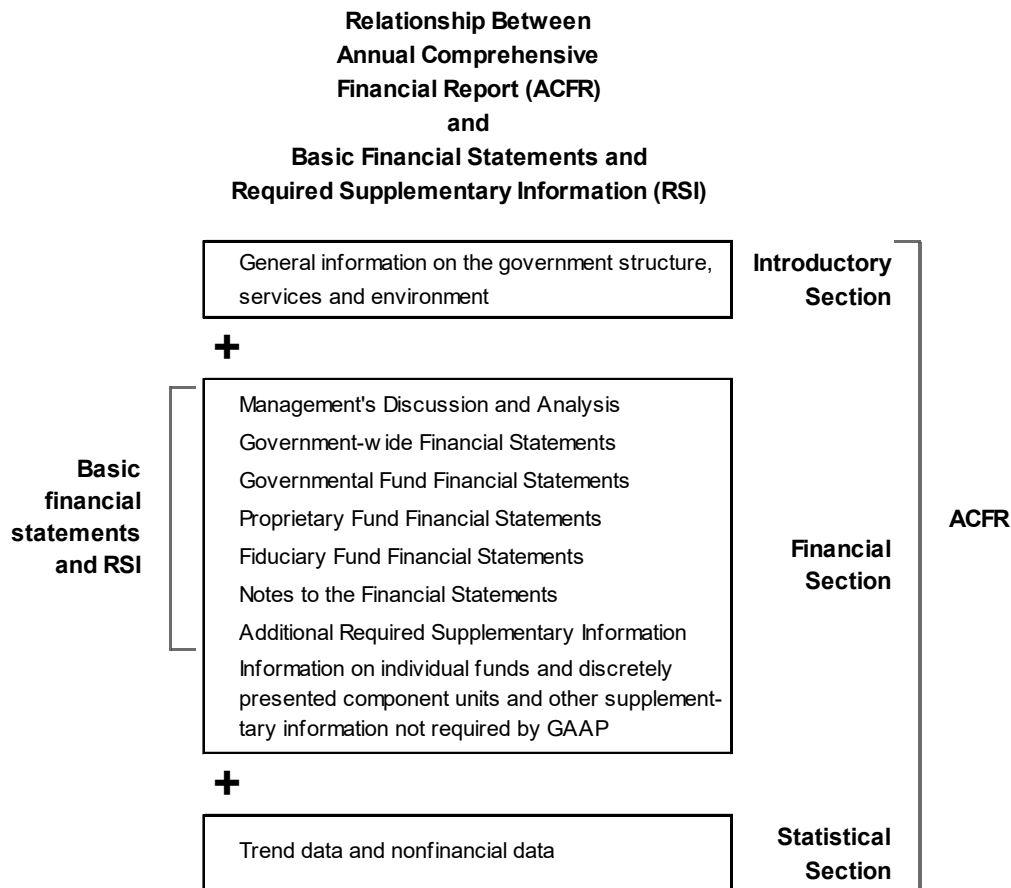 Relationship Between
Annual Comprehensive
Financial Report (ACFR)
and
Basic Financial Statements and
Required Supplementary Information (RSI)
General information on the government structure,
services and environment
Introductory
Section
+
Basic
financial
statements
and RSI
Management's Discussion and Analysis
Government-wide Financial Statements
Governmental Fund Financial Statements
Proprietary Fund Financial Statements
Fiduciary Fund Financial Statements
Notes to the Financial Statements
Additional Required Supplementary Information
Information on individual funds and discretely
presented component units and other supplemen-
tary information not required by GAAP
Financial
Section
ACFR
+
Trend data and nonfinancial data
Statistical
Section